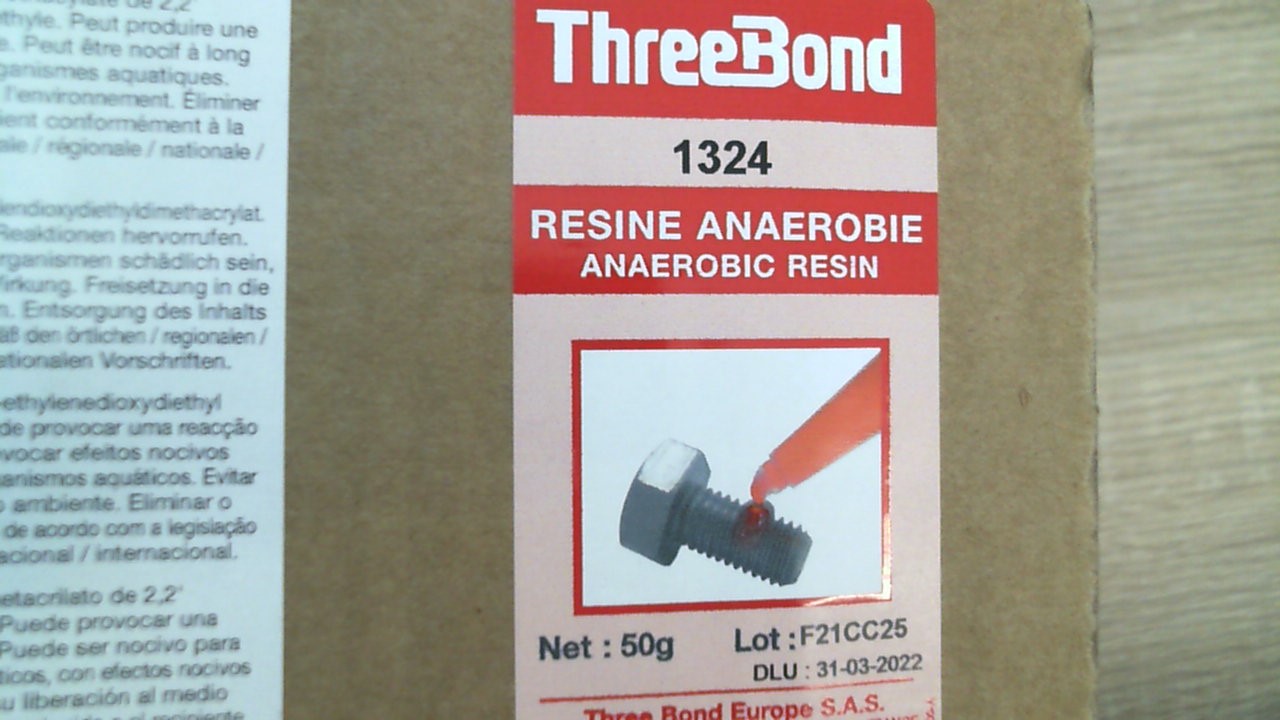 thyle. Peut produire une
e. Peut être nocif à long
ganismes aquatiques.
l'environnement. Éliminer
ient conformément à la
ale / régionale / nationale /
lendioxydiethyldimethacrylat.
Reaktionin hervorrufen.
rganismen schädlich sein,
Wirkung. Freisetzung in die
n. Entsorgung des Inhalts
äß den örtlichen / regionalen /
ationalen Vorschriften.
-ethylenedioxydiethyl
de provocar uma reacção
vocar efeitos nocivos
anismos aquáticos. Evitar
o ambiente. Eliminar o
de acordo com a legislação
acional / internacional.
etacrilato de 2,2'
Puede provocar una
Puede ser nocivo para
ticos, con efectos nocivos
su liberación al medio
ThreeBond
1324
RESINE ANAEROBIE
ANAEROBIC RESIN
Net : 50g Lot : F21CC25
DLU : 31-03-2022
Three Bond Europe S.A.S.